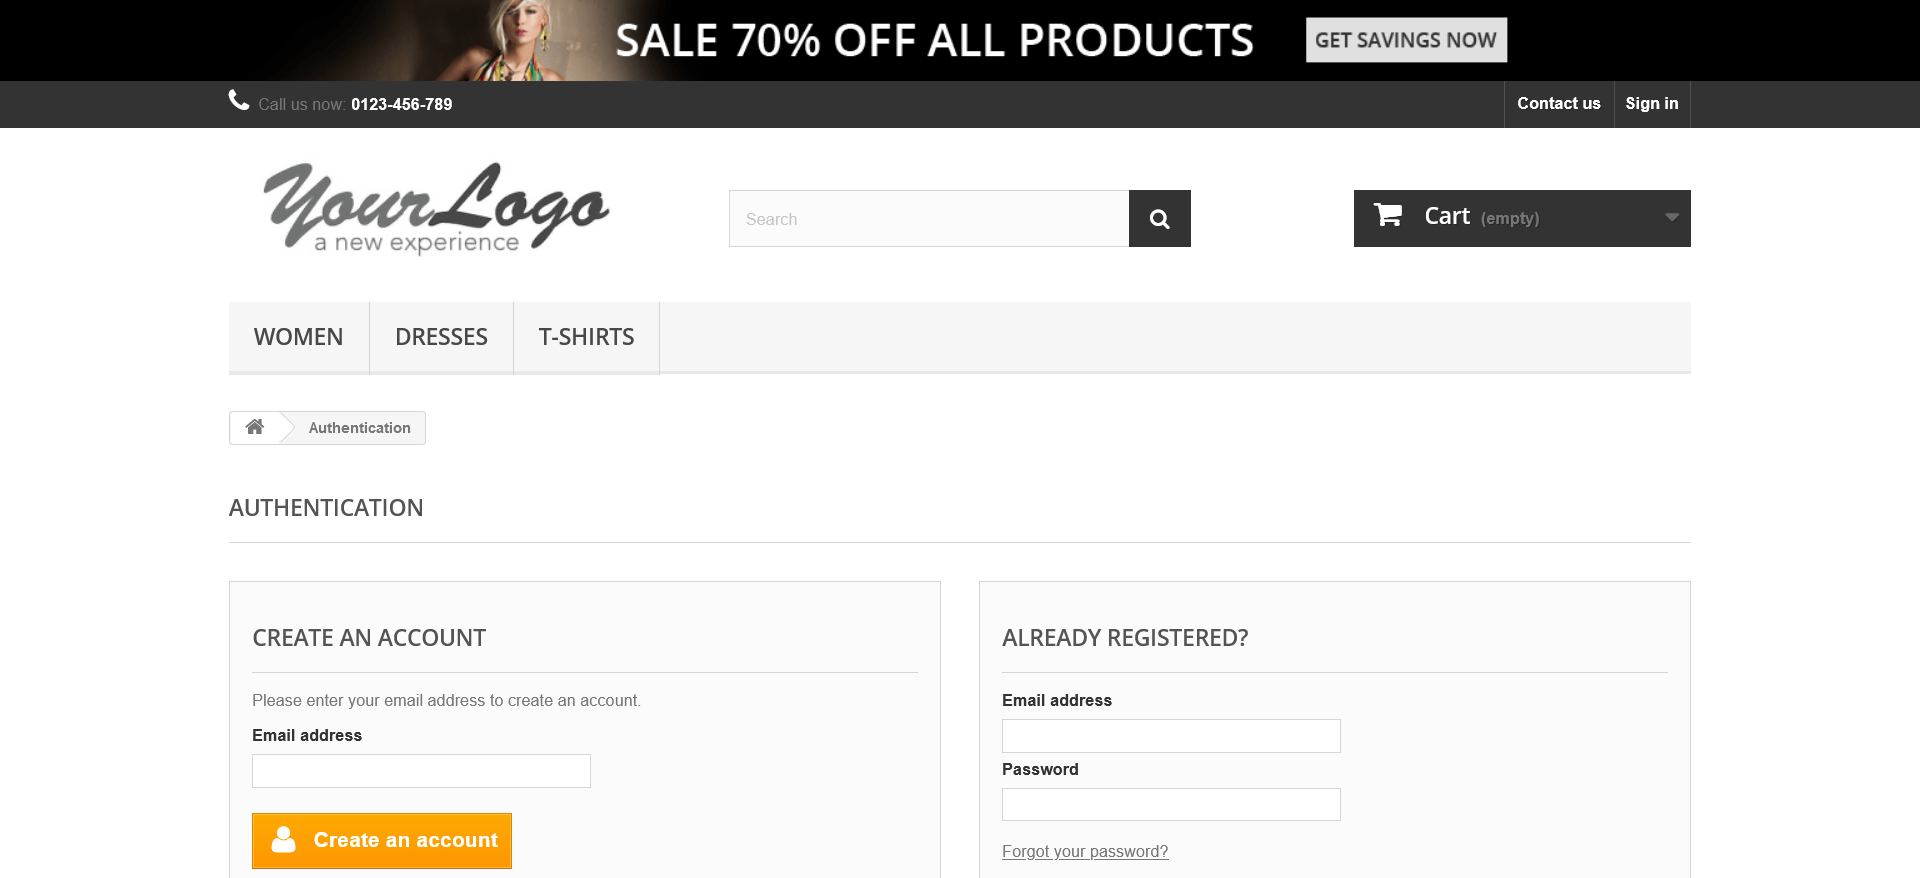 SALE 70% OFF ALL PRODUCTS
GET SAVINGS NOW
Call us now: 0123-456-789
Contact us
Sign in
Your Logo
a new experience
Search
Cart (empty)
WOMEN
DRESSES
T-SHIRTS
Authentication
AUTHENTICATION
CREATE AN ACCOUNT
Please enter your email address to create an account.
Email address
Create an account
ALREADY REGISTERED?
Email address
Password
Forgot your password?